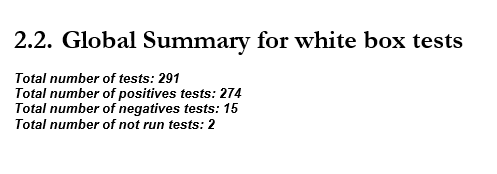 2.2. Global Summary for white box tests
Total number of tests: 291
Total number of positives tests: 274
Total number of negatives tests: 15
Total number of not run tests: 2